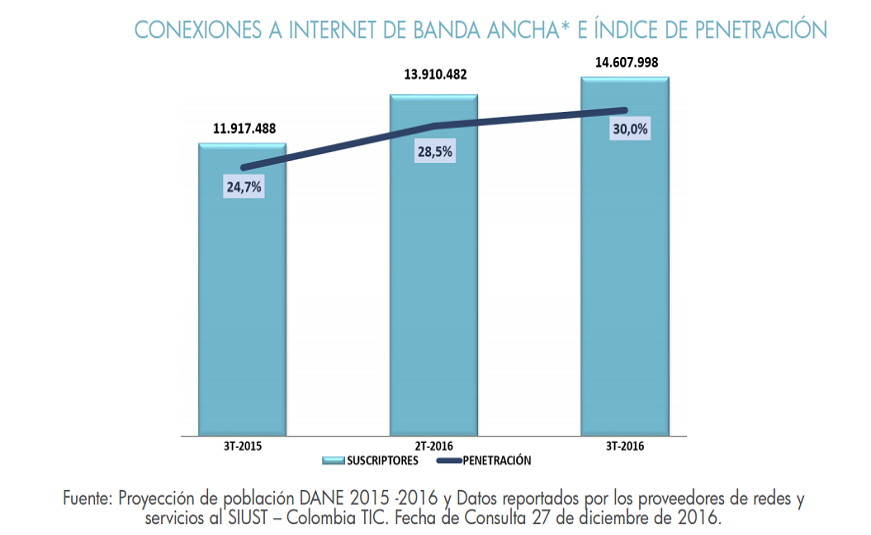 CONEXIONES A INTERNET DE BANDA ANCHA* E ÍNDICE DE PENETRACIÓN
14.607.998
13.910.482
11.917.488
30,0%
28,5%
24,7%
3T-2015 2T-2016 3T-2016
SUSCRIPTORES PENETRACIÓN
Fuente: Proyección de población DANE 2015 -2016 y Datos reportados por los proveedores de redes y
servicios al SIUST – Colombia TIC. Fecha de Consulta 27 de diciembre de 2016.